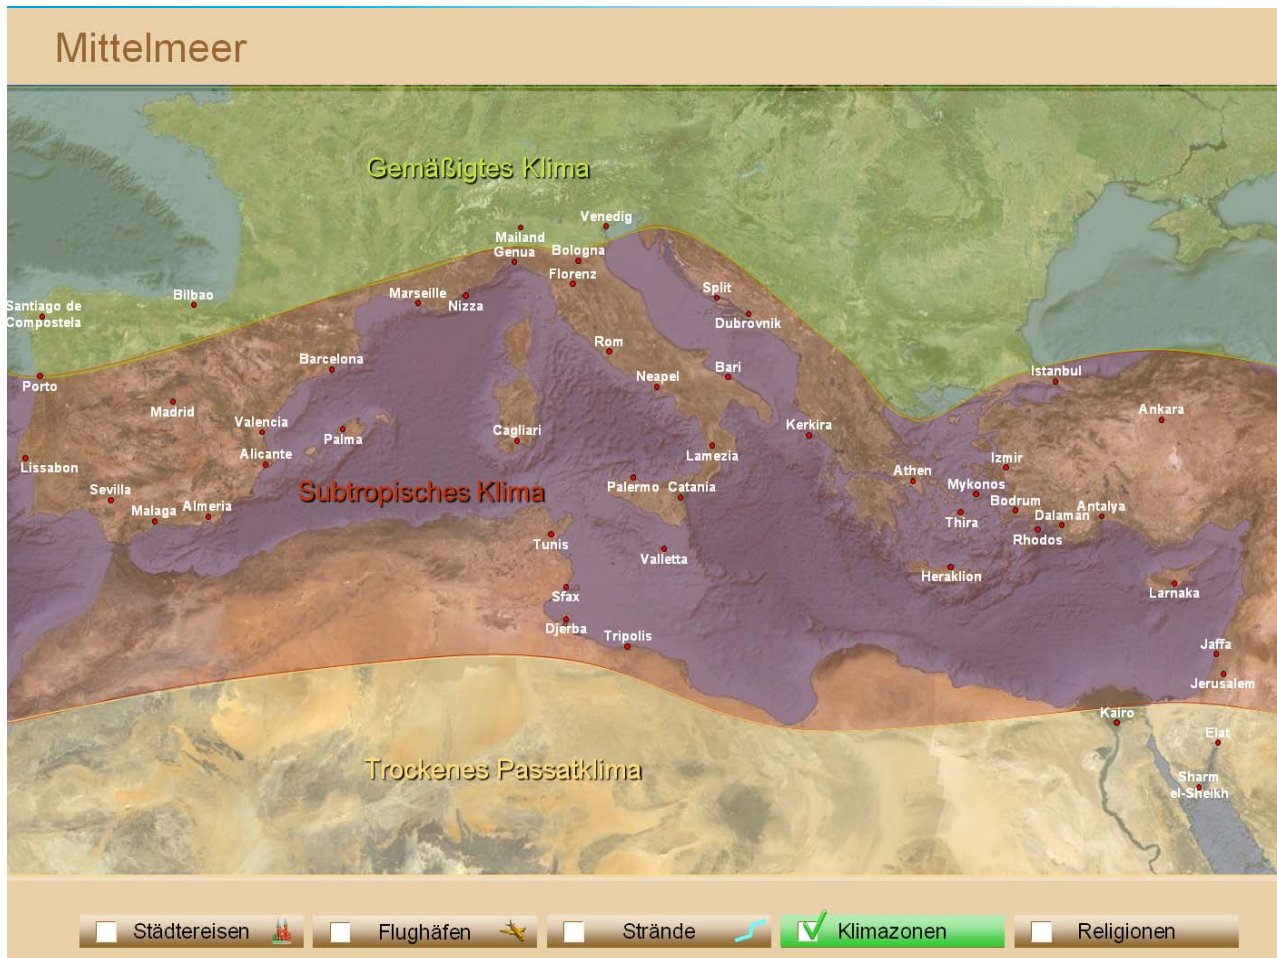 Mittelmeer
Gemäßigtes Klima
Venedig
Mailand
Genua
Bologna
Florenz
Bilbao
Santiago de
Compostela
Marseille
Nizza
Split
Dubrovnik
Rom
Barcelona
Porto
Neapel
Bari
Istanbul
Madrid
Valencia
Palma
Cagliari
Kerkira
Ankara
Lissabon
Alicante
Lamezia
Izmir
Athen
Sevilla
Subtropisches Klima
Palermo
Catania
Mykonos
Malaga
Almeria
Bodrum
Thira
Dalaman
Antalya
Rhodos
Tunis
Valletta
Heraklion
Larnaka
Sfax
Djerba
Tripolis
Jaffa
Jerusalem
Kairo
Elat
Trockenes Passatklima
Sharm
el-Sheikh
Städtereisen
Flughäfen
Strände
Klimazonen
Religionen